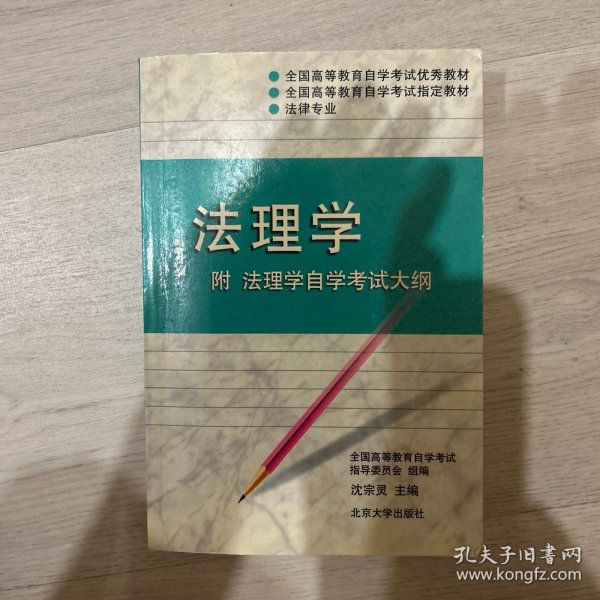 ● 全国高等教育自学考试优秀教材
● 全国高等教育自学考试指定教材
● 法律专业
法理学
附 法理学自学考试大纲
全国高等教育自学考试
指导委员会 组编
沈宗灵 主编
北京大学出版社
孔夫子旧书网
www.kongfz.com